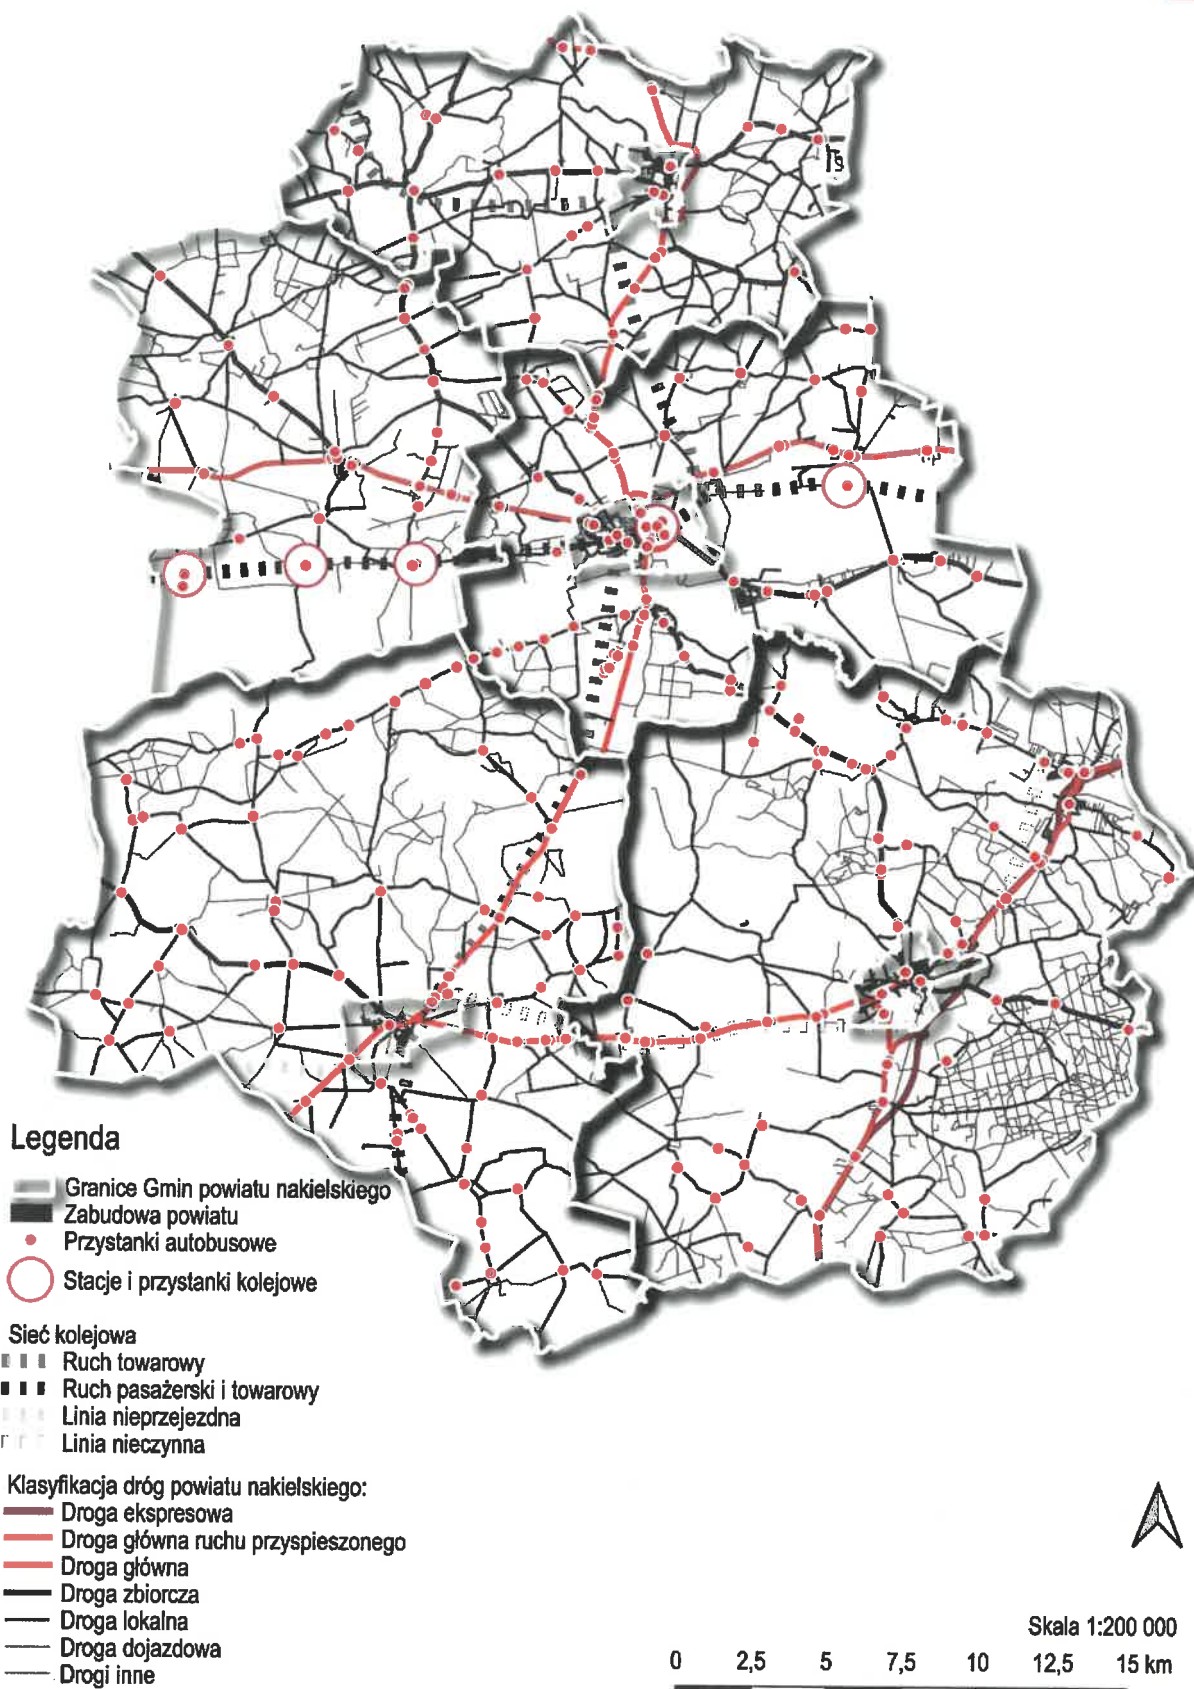 Legenda
Granice Gmin powiatu nakielskiego
Zabudowa powiatu
Przystanki autobusowe
Stacje i przystanki kolejowe
Sieć kolejowa
Ruch towarowy
Ruch pasażerski i towarowy
Linia nieprzejezdna
Linia nieczynna
Klasyfikacja dróg powiatu nakielskiego:
Droga ekspresowa
Droga główna ruchu przyspieszonego
Droga główna
Droga zbiorcza
Droga lokalna
Droga dojazdowa
Drogi inne
Skala 1:200 000
0 2,5 5 7,5 10 12,5 15 km